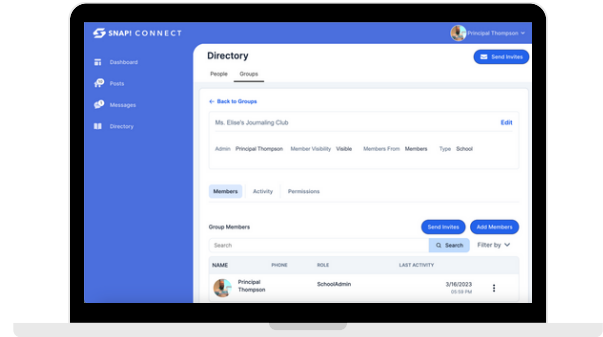 SNAP! CONNECT
Principal Thompson
Dashboard
Posts
Messages
Directory
Directory
Send Invites
People Groups
← Back to Groups
Ms. Elise's Journaling Club Edit
Admin Principal Thompson Member Visibility Visible Members From Members Type School
Members Activity Permissions
Group Members Send Invites Add Members
Search Search Filter by
NAME PHONE ROLE LAST ACTIVITY
Principal Thompson SchoolAdmin 3/16/2023
05:59 PM